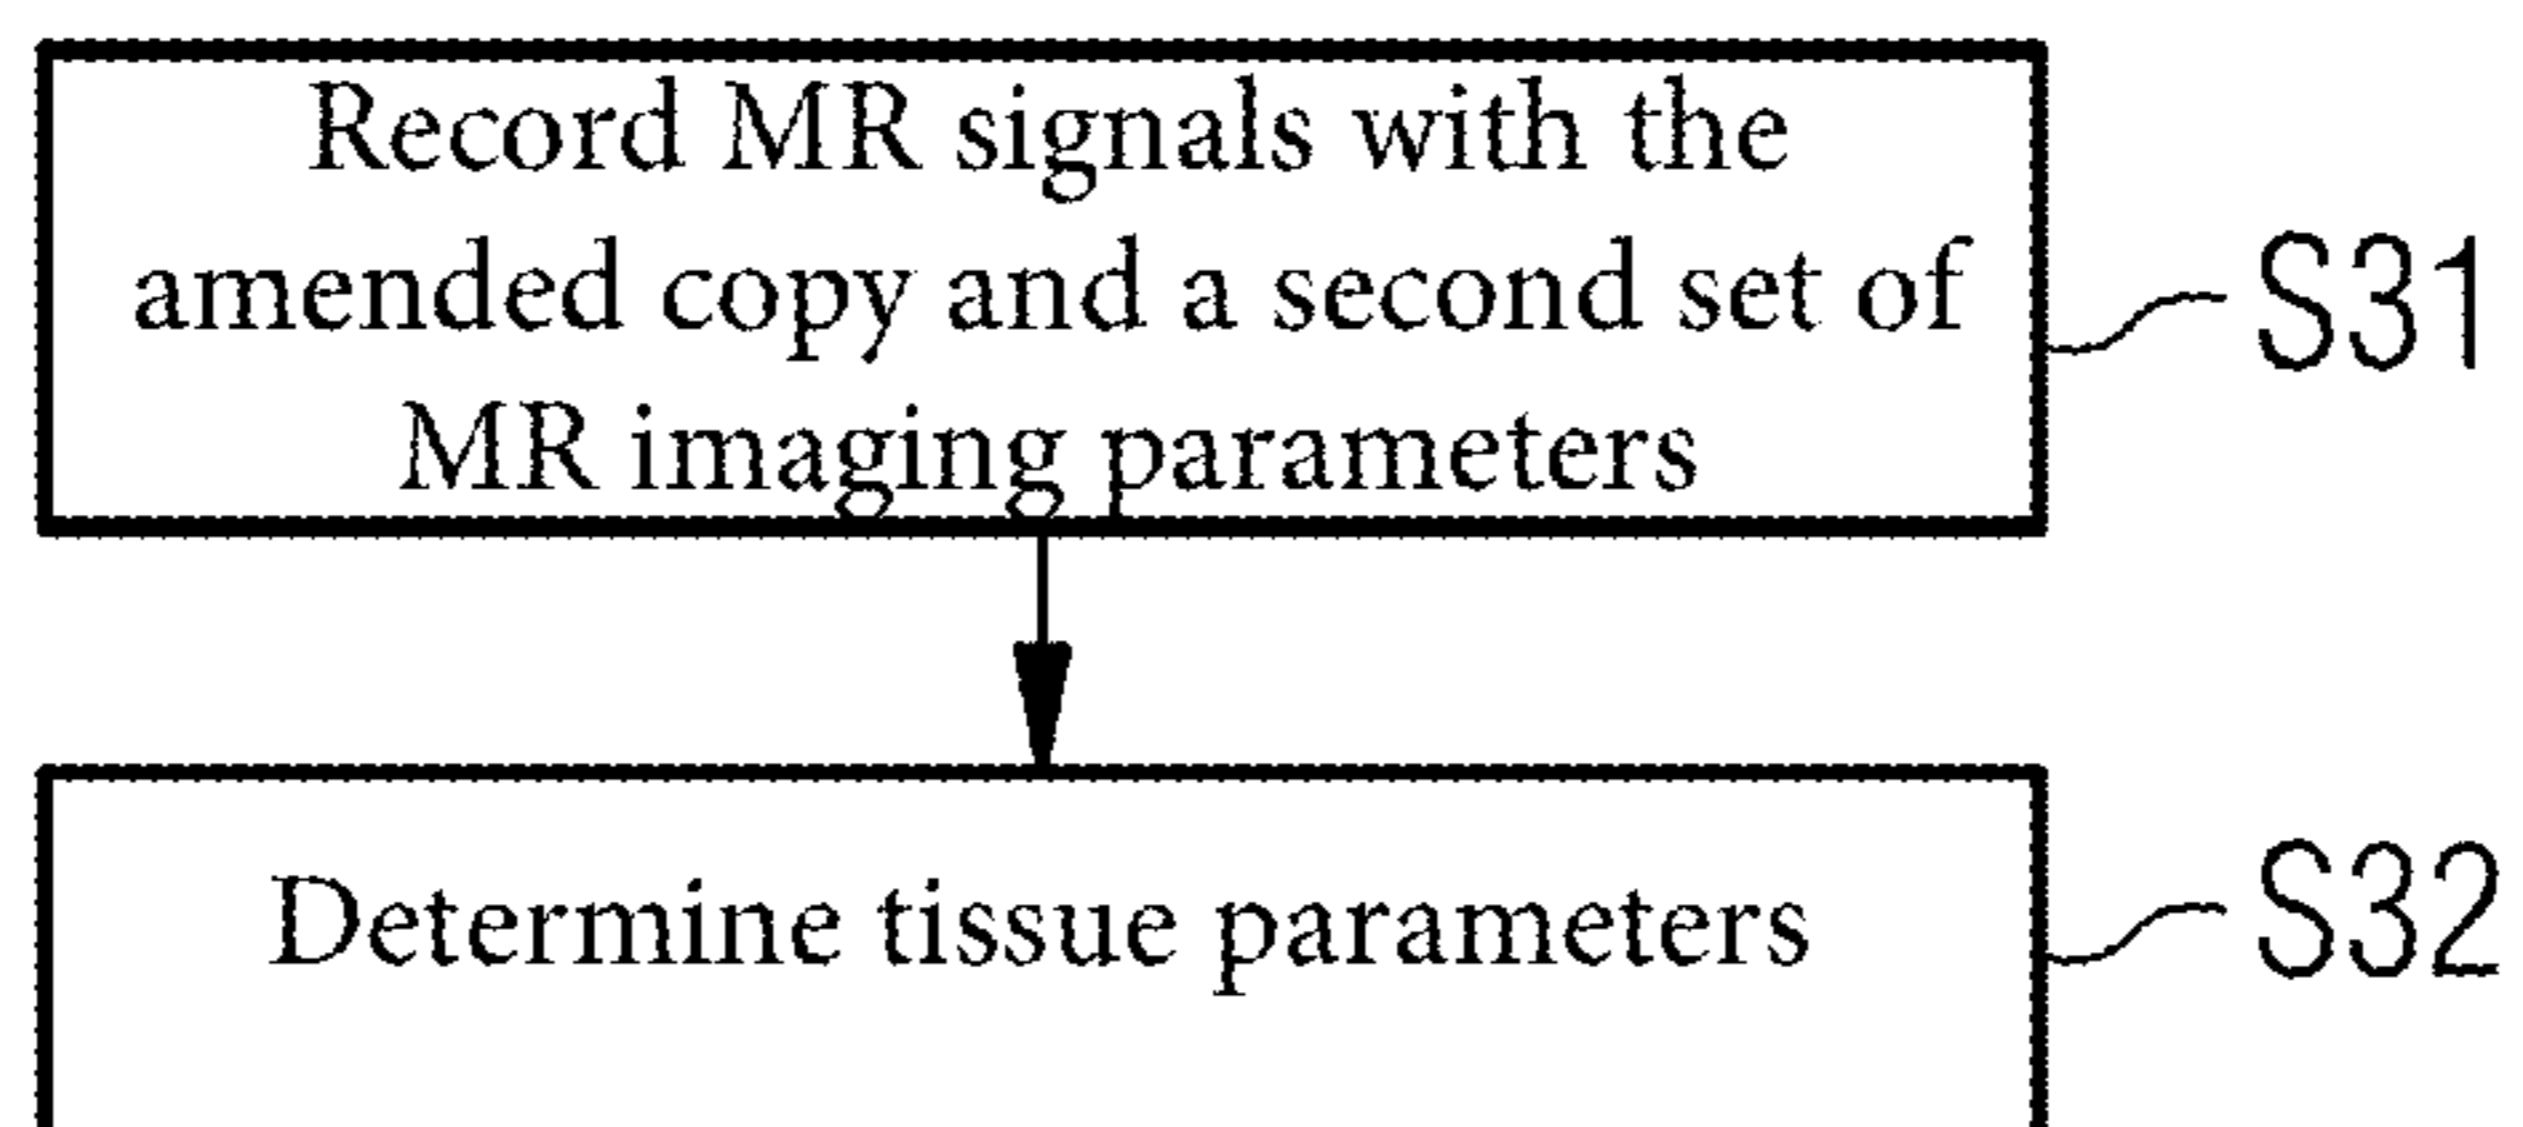 Record MR signals with the
amended copy and a second set of
MR imaging parameters
S31
Determine tissue parameters
S32